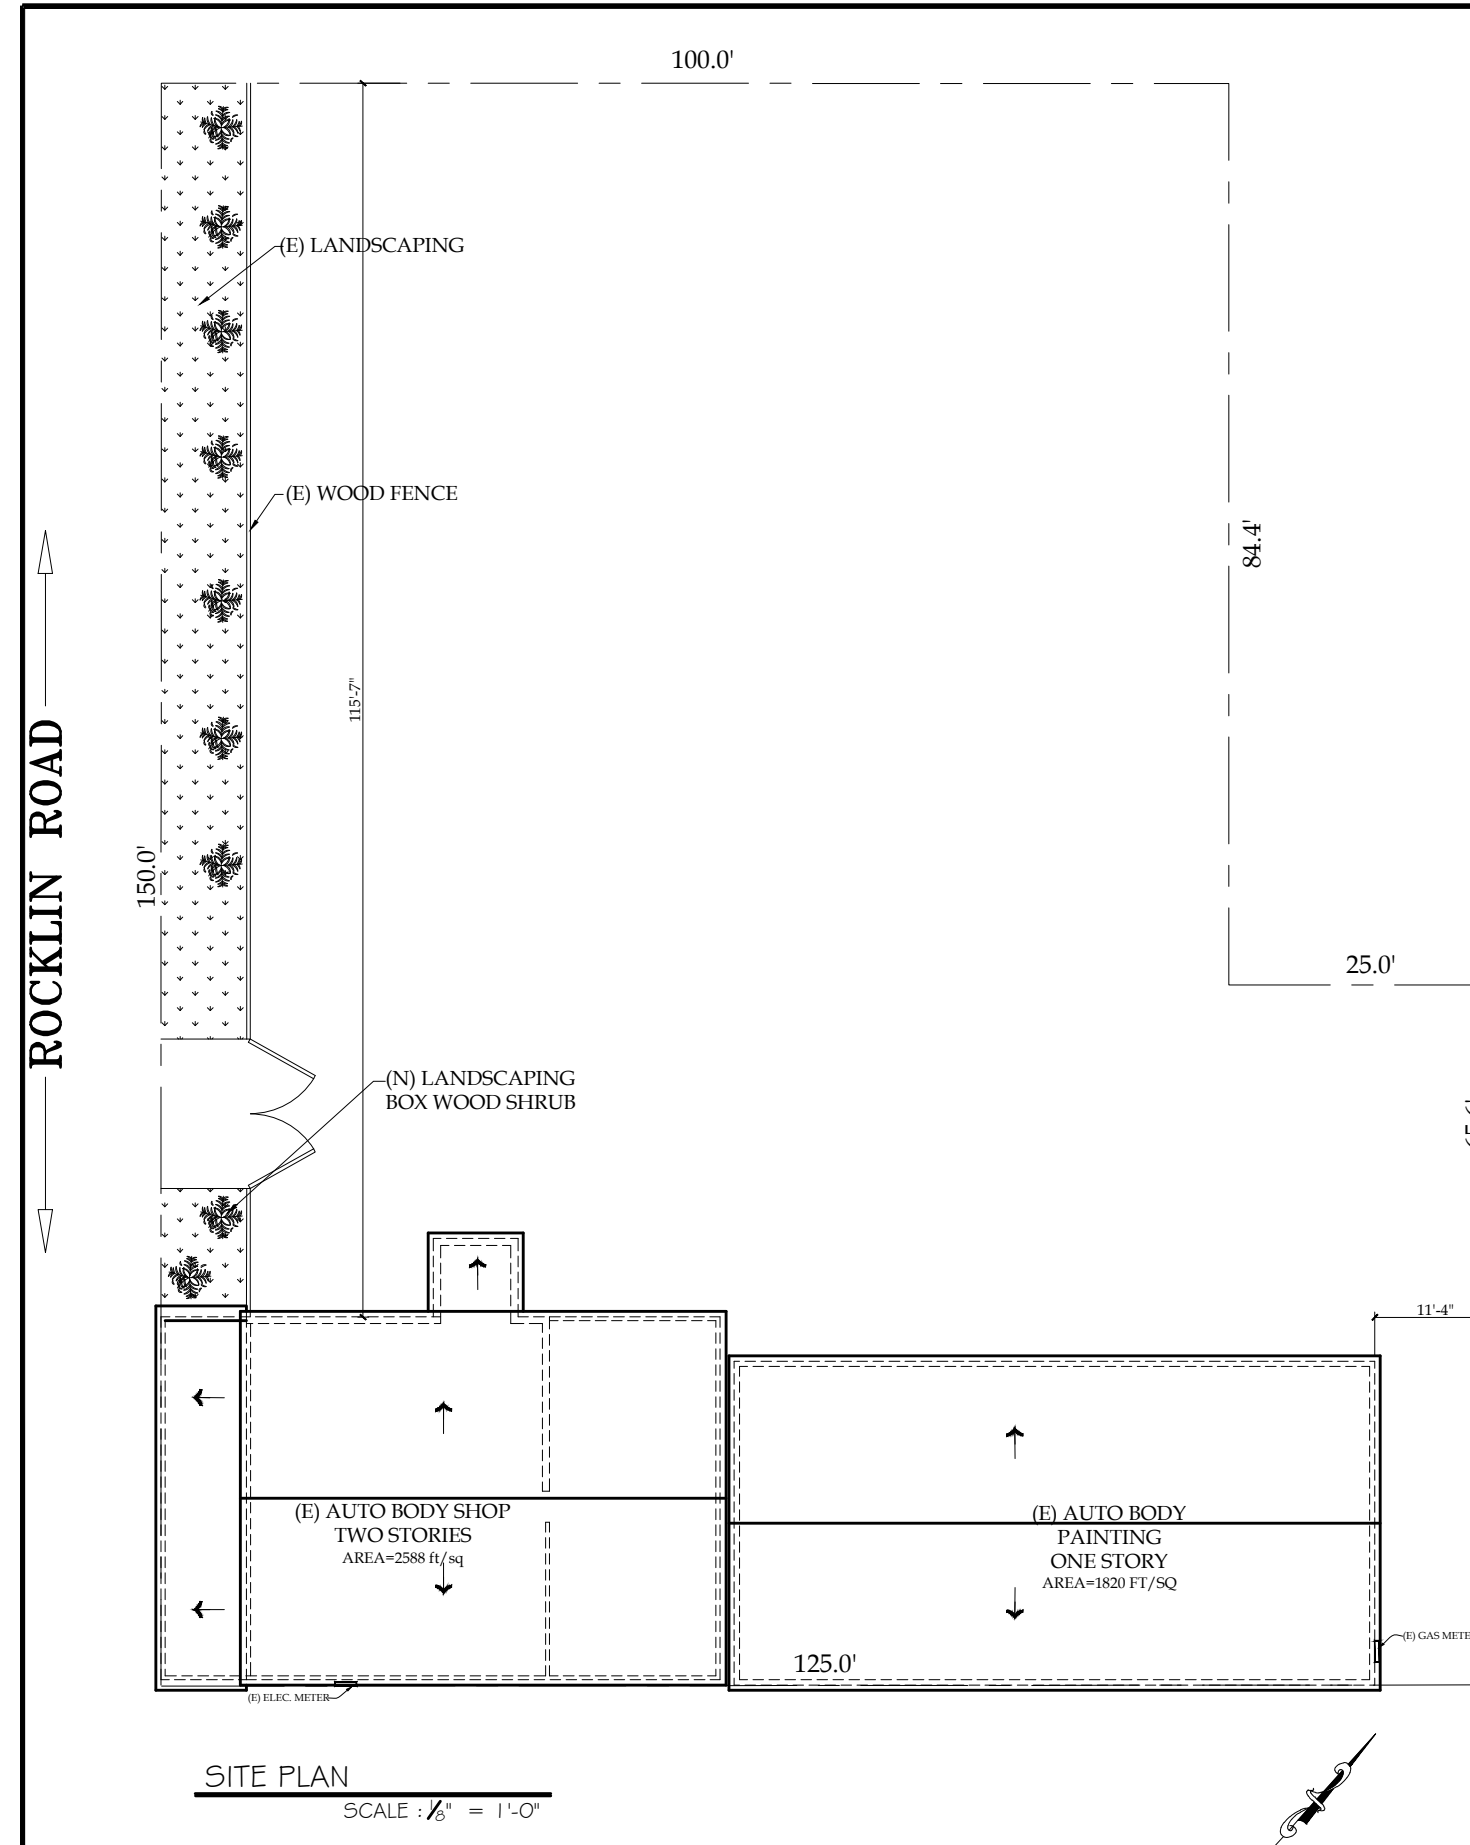 100.0'
(E) LANDSCAPING
(E) WOOD FENCE
84.4'
115'-7"
ROCKLIN ROAD
150.0'
25.0'
(N) LANDSCAPING
BOX WOOD SHRUB
11'-4"
(E) AUTO BODY SHOP
TWO STORIES
AREA=2588 ft/sq
(E) AUTO BODY
PAINTING
ONE STORY
AREA=1820 FT/SQ
(E) GAS METE
125.0'
(E) ELEC. METER
SITE PLAN
SCALE : 1/8" = 1'-0"